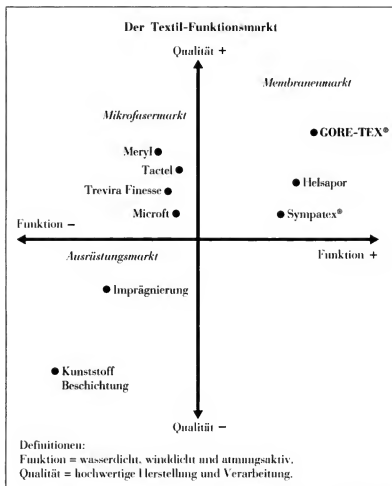 Der Textil-Funktionsmarkt
Qualität +
Membranenmarkt
Mikrofasermarkt
GORE-TEX®
Meryl
Tactel
Helsapor
Trevira Finesse
Microft
Sympatex®
Funktion −
Ausrüstungsmarkt
Funktion +
Imprägnierung
Kunststoff
Beschichtung
Qualität −
Definitionen:
Funktion = wasserdicht, winddicht und atmungsaktiv,
Qualität = hochwertige Herstellung und Verarbeitung.